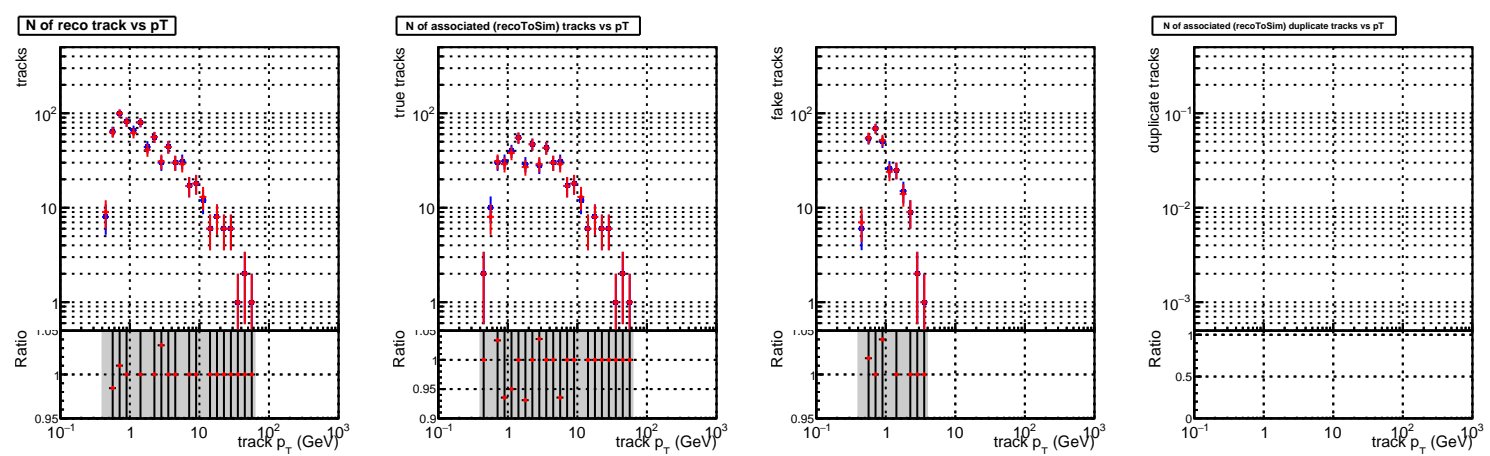 N of reco track vs pT
tracks
10²
10
1
Ratio
1.05
1
0.95
10⁻¹ 1 10 10² 10³
track p_T (GeV)
N of associated (recoToSim) tracks vs pT
true tracks
10²
10
1
Ratio
1.05
1
0.95
0.9
10⁻¹ 1 10 10² 10³
track p_T (GeV)
fake tracks
10²
10
1
Ratio
1.05
1
0.95
10⁻¹ 1 10 10² 10³
track p_T (GeV)
N of associated (recoToSim) duplicate tracks vs pT
duplicate tracks
10⁻¹
10⁻²
10⁻³
Ratio
1
0.5
0
10⁻¹ 1 10 10² 10³
track p_T (GeV)